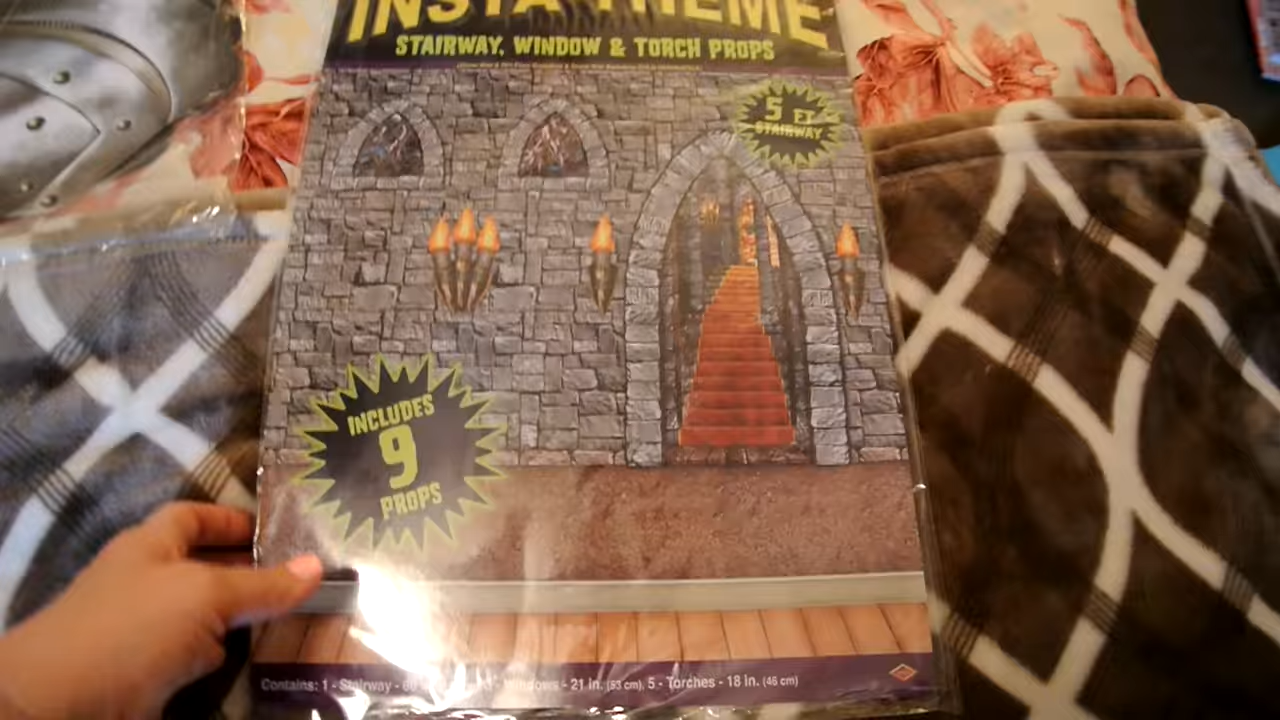 INSTA-THEME
STAIRWAY, WINDOW & TORCH PROPS
5 FT
STAIRWAY
INCLUDES
9
PROPS
Contains: 1 - Stairway - Windows - 21 in. (53 cm), 5 - Torches - 18 in. (46 cm)